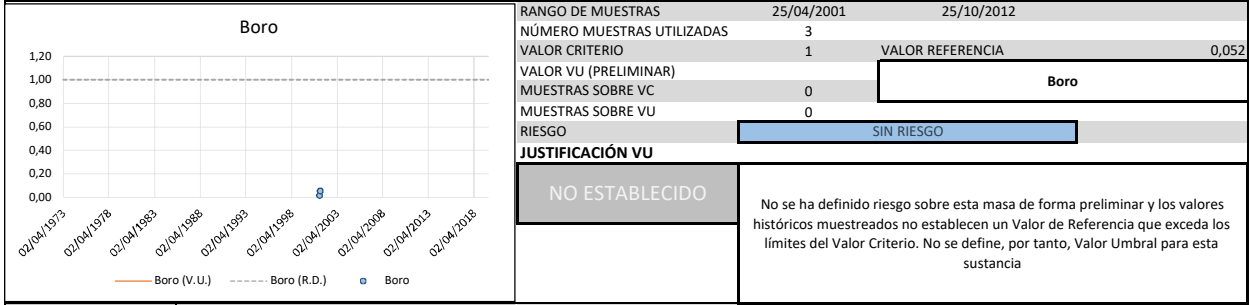 Boro
1,20
1,00
0,80
0,60
0,40
0,20
0,00
02/04/1973
02/04/1978
02/04/1983
02/04/1988
02/04/1993
02/04/1998
02/04/2003
02/04/2008
02/04/2013
02/04/2018
Boro (V.U.) Boro (R.D.) Boro
RANGO DE MUESTRAS 25/04/2001 25/10/2012
NÚMERO MUESTRAS UTILIZADAS 3
VALOR CRITERIO 1 VALOR REFERENCIA 0,052
VALOR VU (PRELIMINAR)
Boro
MUESTRAS SOBRE VC 0
MUESTRAS SOBRE VU 0
RIESGO SIN RIESGO
JUSTIFICACIÓN VU
NO ESTABLECIDO
No se ha definido riesgo sobre esta masa de forma preliminar y los valores
históricos muestreados no establecen un Valor de Referencia que exceda los
límites del Valor Criterio. No se define, por tanto, Valor Umbral para esta
sustancia